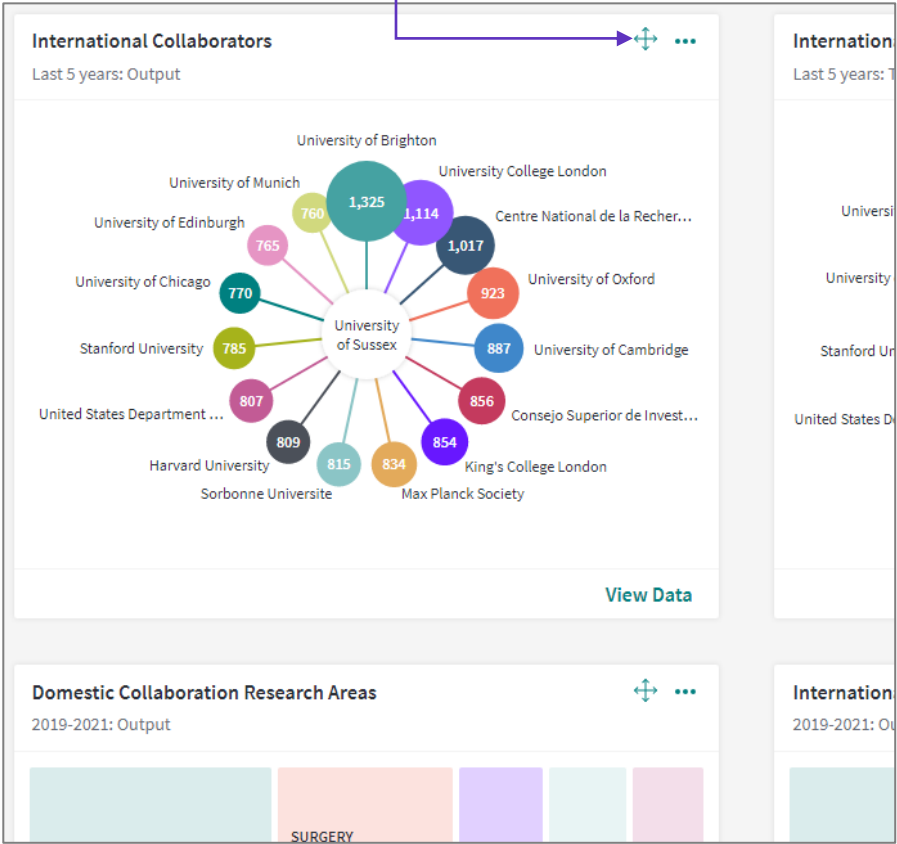 International Collaborators
Last 5 years: Output
University of Brighton
University College London
University of Munich
1,325
760
1,114
Centre National de la Recher...
University of Edinburgh
765
1,017
University of Chicago
University of Oxford
770
923
University
of Sussex
Stanford University
785
887
University of Cambridge
807
856
United States Department ...
Consejo Superior de Invest...
809
854
Harvard University
815
834
King's College London
Sorbonne Universite
Max Planck Society
View Data
Internation
Last 5 years: T
Universi
University
Stanford Un
United States D
Domestic Collaboration Research Areas
2019-2021: Output
SURGERY
Internation
2019-2021: Ou